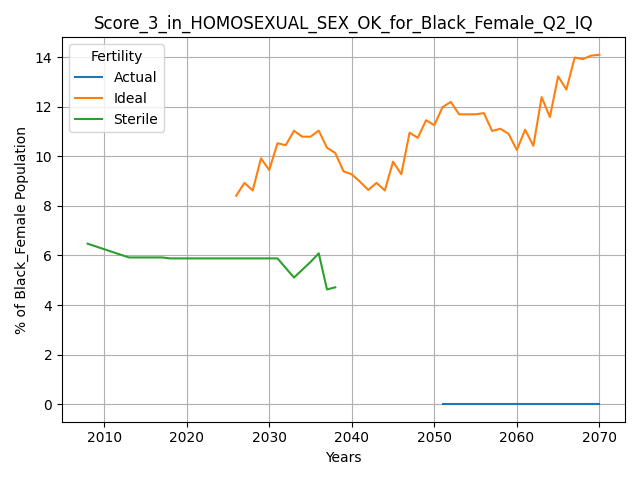 Score_3_in_HOMOSEXUAL_SEX_OK_for_Black_Female_Q2_IQ
Fertility
Actual
Ideal
Sterile
% of Black_Female Population
14
12
10
8
6
4
2
0
2010 2020 2030 2040 2050 2060 2070
Years